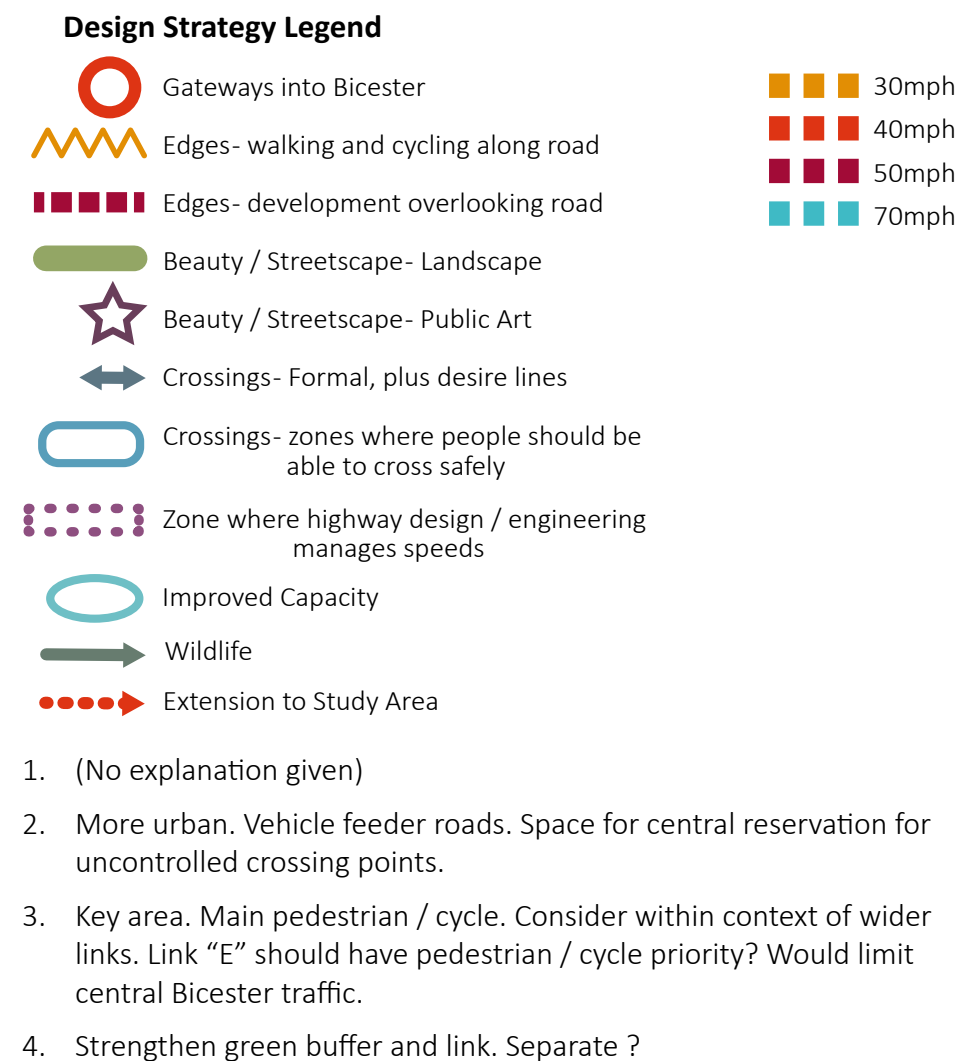 Design Strategy Legend
Gateways into Bicester
Edges- walking and cycling along road
Edges- development overlooking road
Beauty / Streetscape- Landscape
Beauty / Streetscape- Public Art
Crossings- Formal, plus desire lines
Crossings- zones where people should be
able to cross safely
Zone where highway design / engineering
manages speeds
Improved Capacity
Wildlife
Extension to Study Area
30mph
40mph
50mph
70mph
1. (No explanation given)
2. More urban. Vehicle feeder roads. Space for central reservation for
uncontrolled crossing points.
3. Key area. Main pedestrian / cycle. Consider within context of wider
links. Link “E” should have pedestrian / cycle priority? Would limit
central Bicester traffic.
4. Strengthen green buffer and link. Separate ?